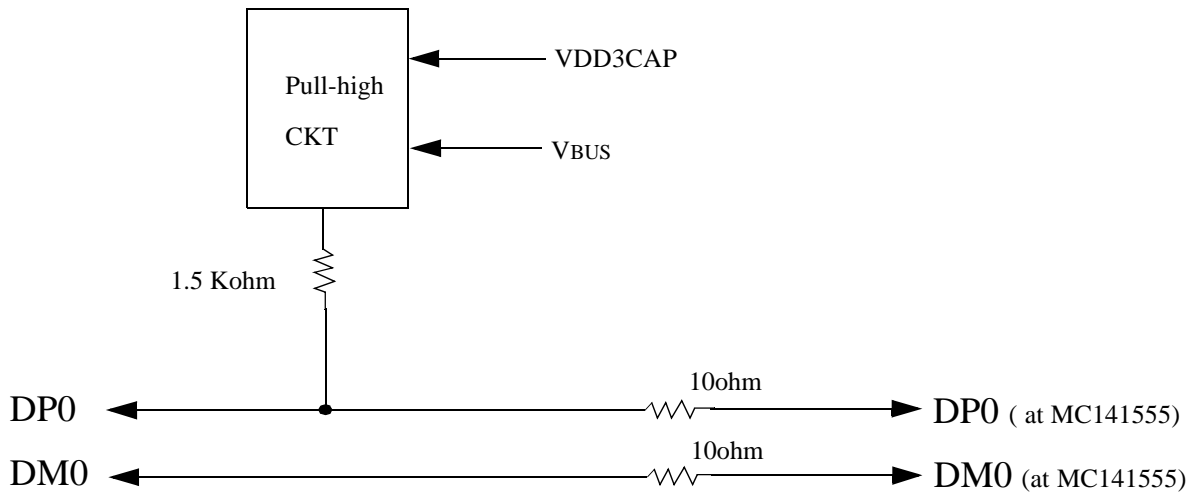 VDD3CAP
Pull-high
CKT
VBUS
1.5 Kohm
10ohm
DP0
DP0 ( at MC141555)
10ohm
DM0
DM0 (at MC141555)